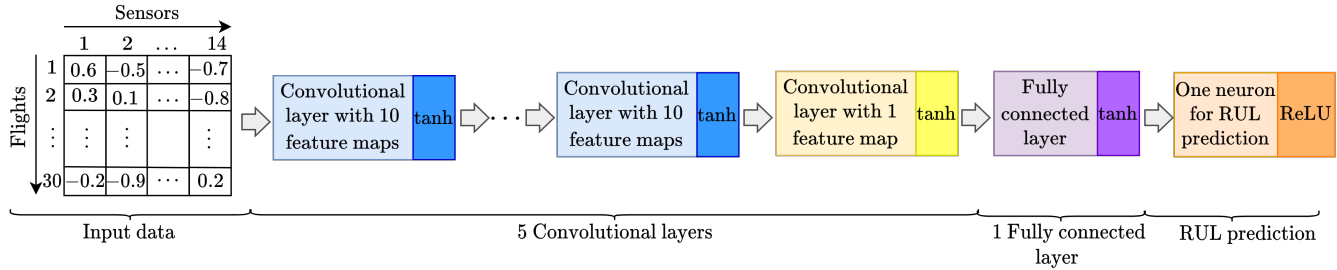 Sensors
1 2 ... 14
Flights
1 0.6 −0.5 ... −0.7
2 0.3 0.1 ... −0.8
⋮ ⋮ ⋮ ⋮
30 −0.2 −0.9 ... 0.2
Convolutional
layer with 10
feature maps
tanh
...
Convolutional
layer with 10
feature maps
tanh
Convolutional
layer with 1
feature map
tanh
Fully
connected
layer
tanh
One neuron
for RUL
prediction
ReLU
Input data
5 Convolutional layers
1 Fully connected
layer
RUL prediction